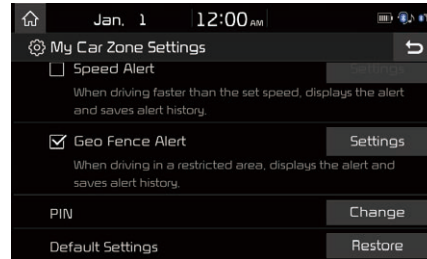 Jan. 1 12:00 AM
My Car Zone Settings
Speed Alert Settings
When driving faster than the set speed, displays the alert
and saves alert history.
Geo Fence Alert Settings
When driving in a restricted area, displays the alert and
saves alert history.
PIN Change
Default Settings Restore